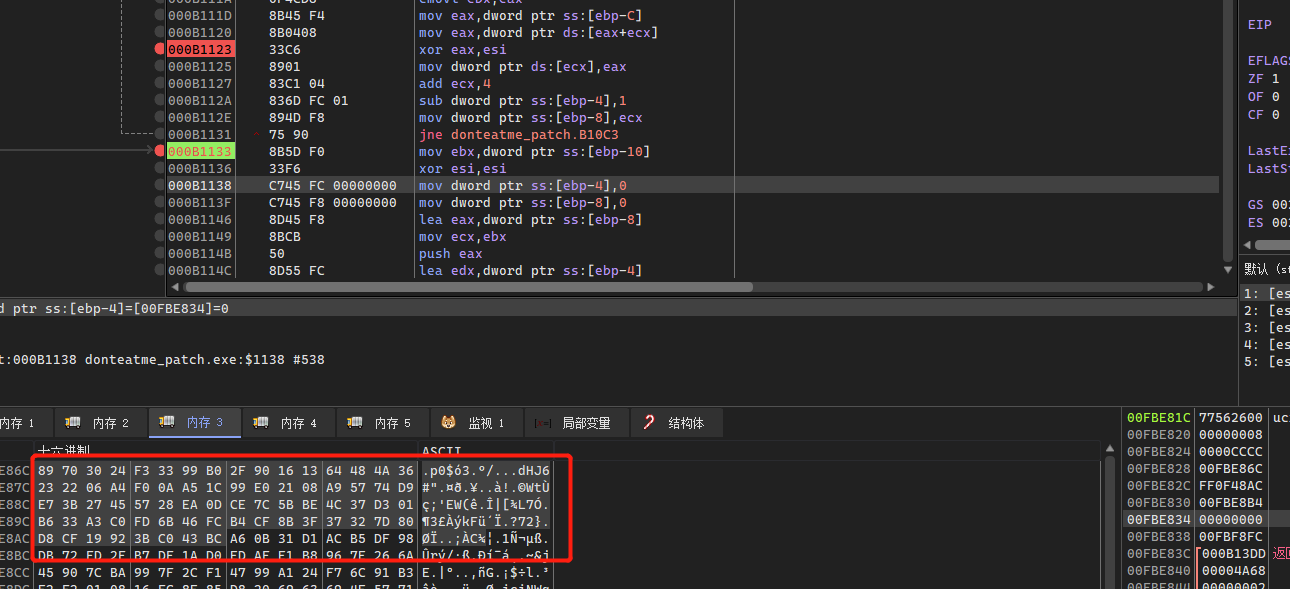 000B111D 8B45 F4 mov eax,dword ptr ss:[ebp-C]
000B1120 8B0408 mov eax,dword ptr ds:[eax+ecx]
000B1123 33C6 xor eax,esi
000B1125 8901 mov dword ptr ds:[ecx],eax
000B1127 83C1 04 add ecx,4
000B112A 836D FC 01 sub dword ptr ss:[ebp-4],1
000B112E 894D F8 mov dword ptr ss:[ebp-8],ecx
000B1131 75 90 jne donteatme_patch.B10C3
000B1133 8B5D F0 mov ebx,dword ptr ss:[ebp-10]
000B1136 33F6 xor esi,esi
000B1138 C745 FC 00000000 mov dword ptr ss:[ebp-4],0
000B113F C745 F8 00000000 mov dword ptr ss:[ebp-8],0
000B1146 8D45 F8 lea eax,dword ptr ss:[ebp-8]
000B1149 8BCB mov ecx,ebx
000B114B 50 push eax
000B114C 8D55 FC lea edx,dword ptr ss:[ebp-4]
EIP
EFLAGS
ZF 1
OF 0
CF 0
GS 00
ES 00
默认
1: [es
2: [es
3: [es
4: [es
5: [es
d ptr ss:[ebp-4]=[00FBE834]=0
t:000B1138 donteatme_patch.exe:$1138 #538
内存 1 内存 2 内存 3 内存 4 内存 5 监视 1 局部变量 结构体
十六进制 ASCII
E86C 89 70 30 24 F3 33 99 B0 2F 90 16 13 64 48 4A 36 .p0$ó3.°/...dHJ6
E87C 23 22 06 A4 F0 0A A5 1C 99 E0 21 08 A9 57 74 D9 #".¤ð.¥..à!.©WtÙ
E88C E7 3B 27 45 57 28 EA 0D CE 7C 5B BE 4C 37 D3 01 ç;'EW(ê.Î|[¾L7Ó.
E89C B6 33 A3 C0 FD 6B 46 FC B4 CF 8B 3F 37 32 7D 80 ¶3£ÀýkFü´Ï.?72}.
E8AC D8 CF 19 92 3B C0 43 BC A6 0B 31 D1 AC B5 DF 98 ØÏ..;ÀC¼¦.1Ñ¬µß.
E8BC DB 72 FD 2F B7 DF 1A D0 ED AF E1 B8 96 7E 26 6A
E8CC 45 90 7C BA 99 7F 2C F1 47 99 A1 24 F7 6C 91 B3 E.|º..,ñG.¡$÷l.³
00FBE81C 77562600 uc
00FBE820 00000008
00FBE824 0000CCCC
00FBE828 00FBE86C
00FBE82C FF0F48AC
00FBE830 00FBE8B4
00FBE834 00000000
00FBE838 00FBF8FC
00FBE83C 000B13DD 返回
00FBE840 00004A68
00FBE844 00000002